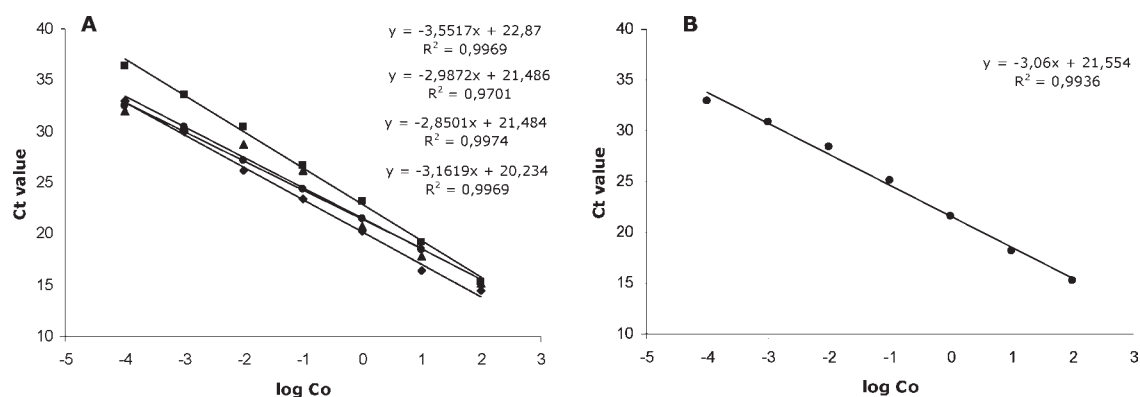 A
y = -3,5517x + 22,87
R² = 0,9969
y = -2,9872x + 21,486
R² = 0,9701
y = -2,8501x + 21,484
R² = 0,9974
y = -3,1619x + 20,234
R² = 0,9969
Ct value
40
35
30
25
20
15
10
-5 -4 -3 -2 -1 0 1 2 3
log Co
B
y = -3,06x + 21,554
R² = 0,9936
Ct value
40
35
30
25
20
15
10
-5 -4 -3 -2 -1 0 1 2 3
log Co